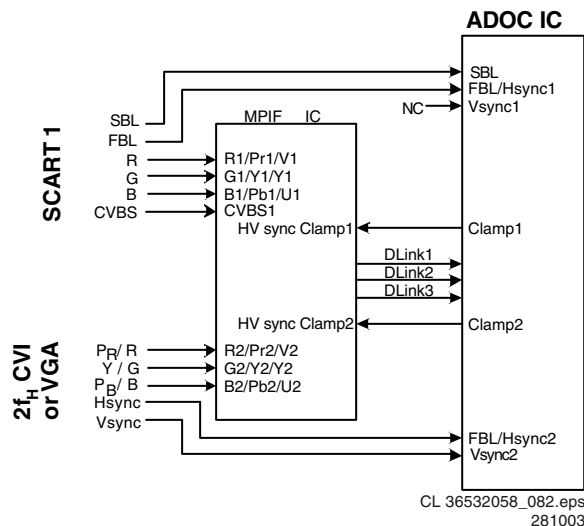 ADOC IC
SBL
FBL/Hsync1
NC
Vsync1
SCART 1
SBL
FBL
R
G
B
CVBS
MPIF IC
R1/Pr1/V1
G1/Y1/Y1
B1/Pb1/U1
CVBS1
HV sync Clamp1
Clamp1
DLink1
DLink2
DLink3
HV sync Clamp2
Clamp2
2fH CVI
or VGA
PR/ R
Y / G
PB/ B
Hsync
Vsync
R2/Pr2/V2
G2/Y2/Y2
B2/Pb2/U2
FBL/Hsync2
Vsync2
CL 36532058_082.eps
281003